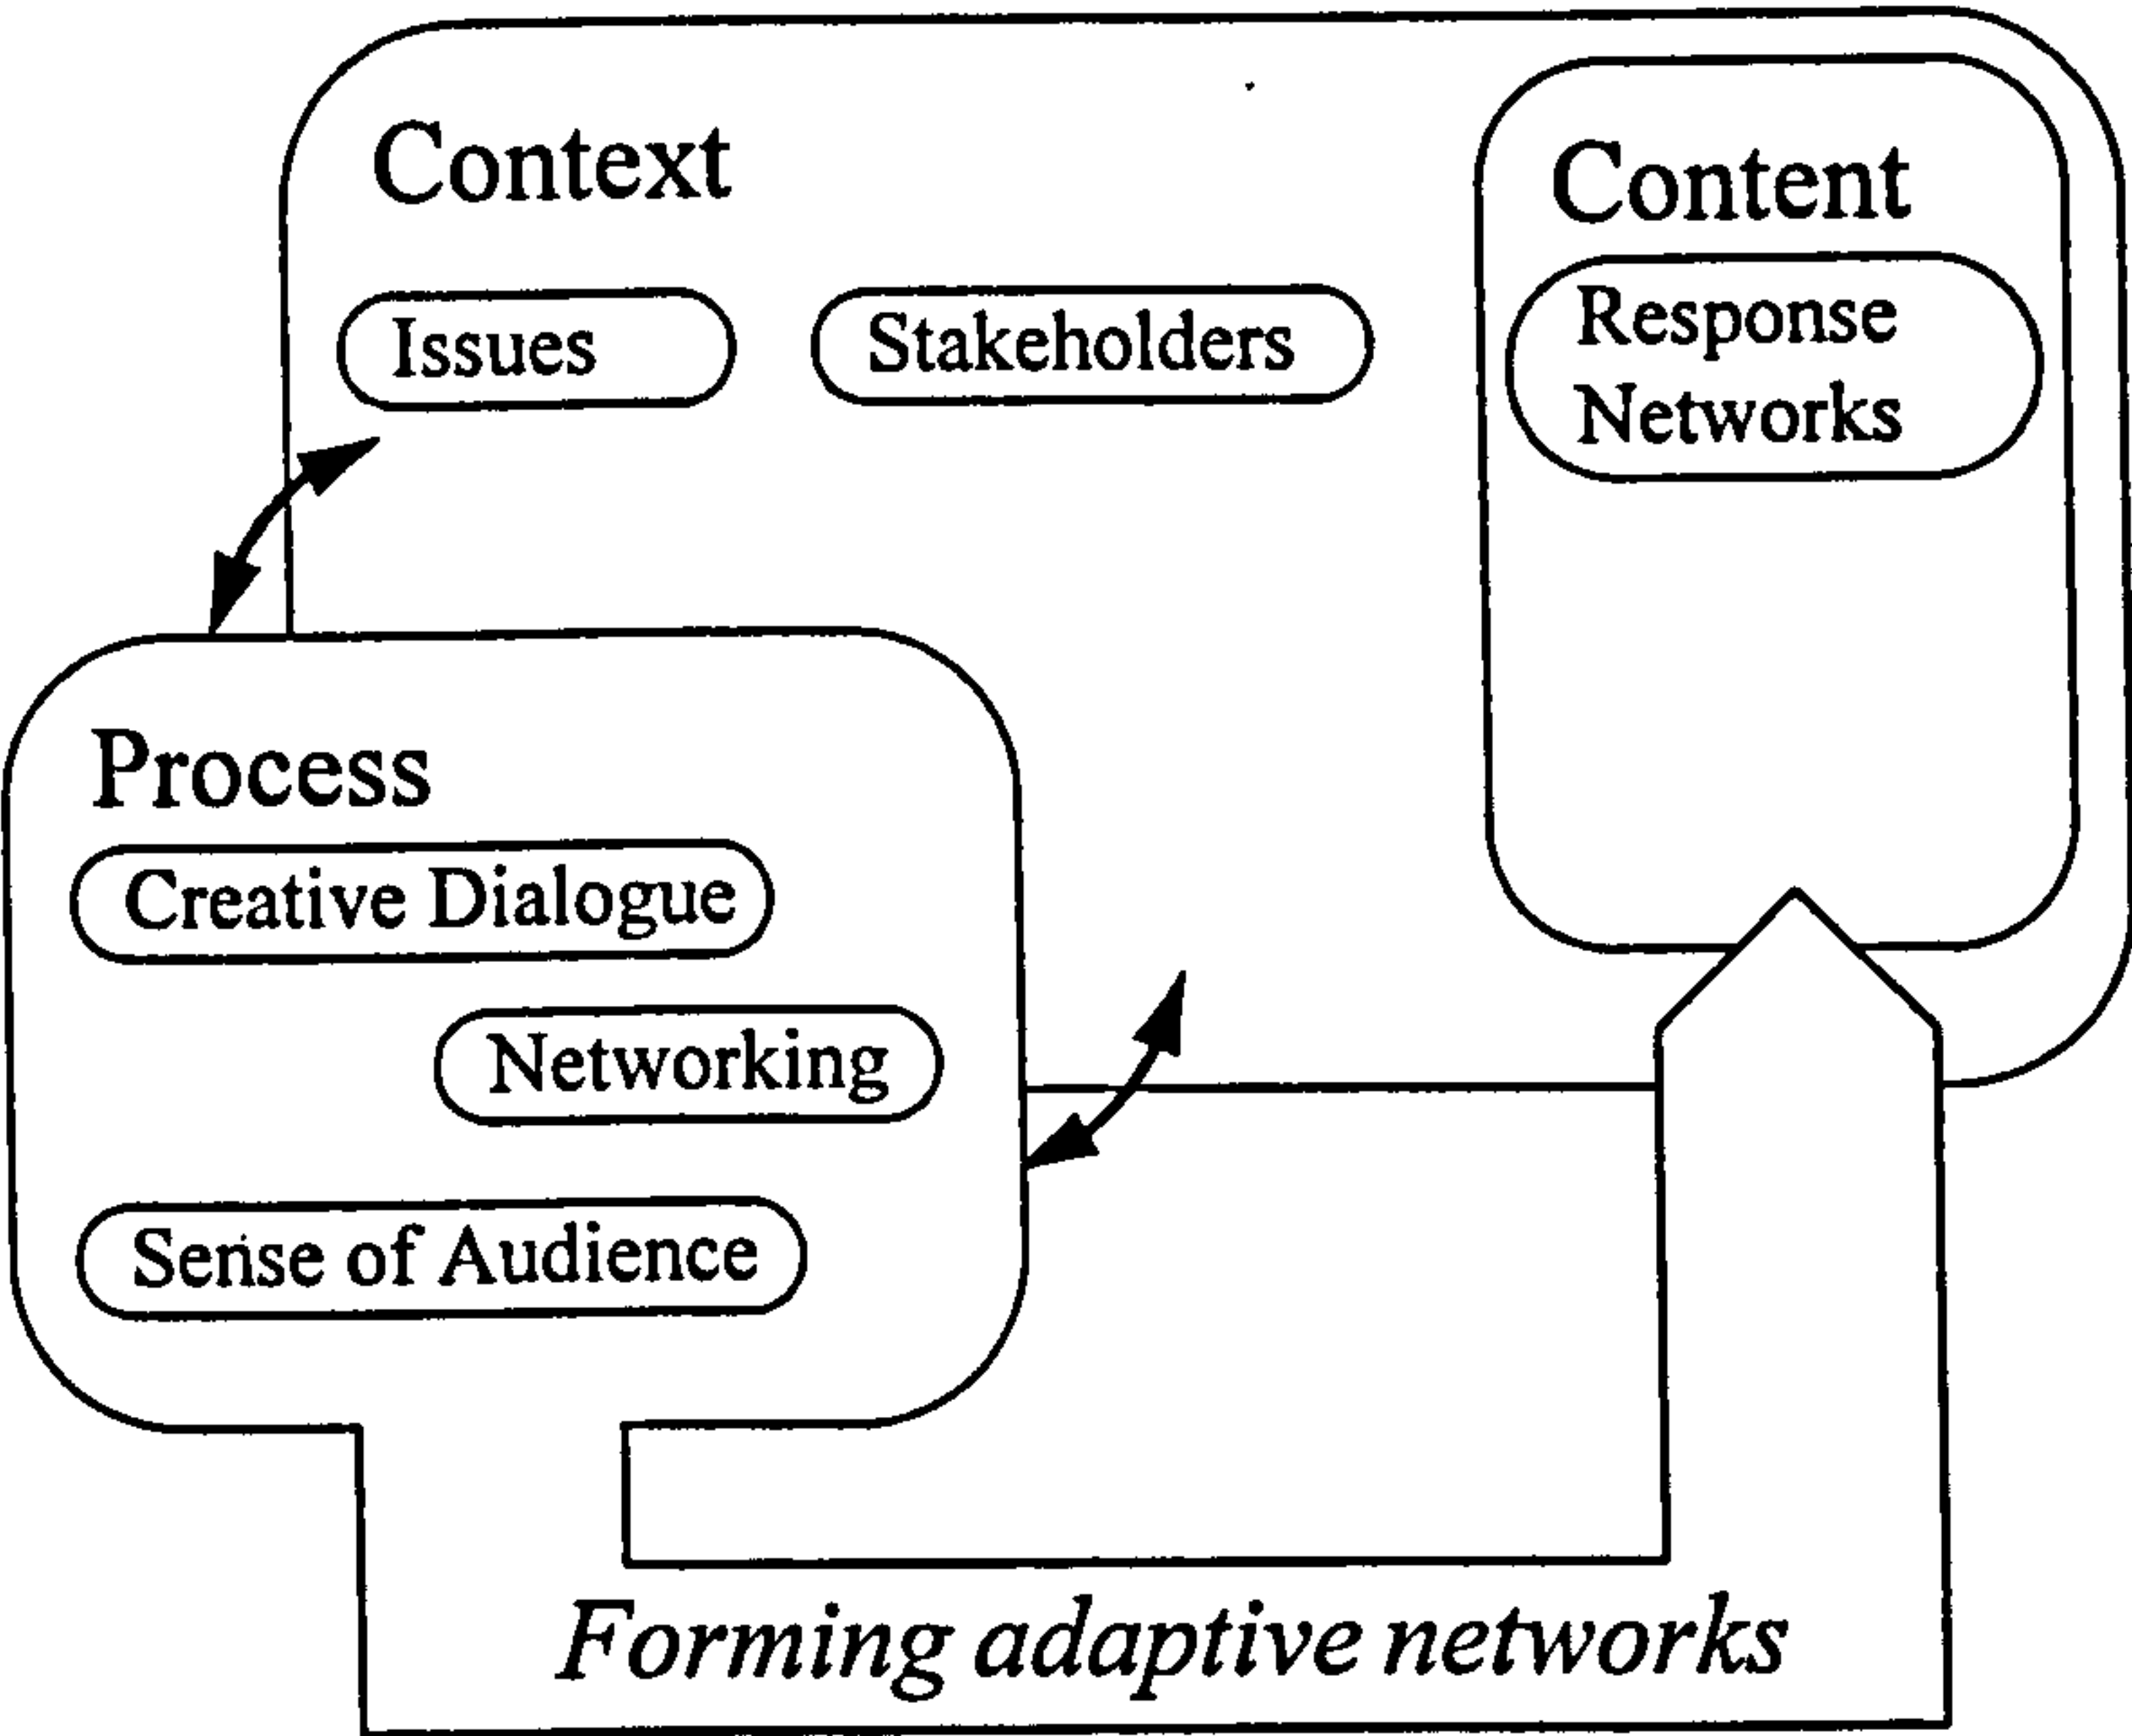 Context
Content
Issues
Stakeholders
Response
Networks
Process
Creative Dialogue
Networking
Sense of Audience
Forming adaptive networks